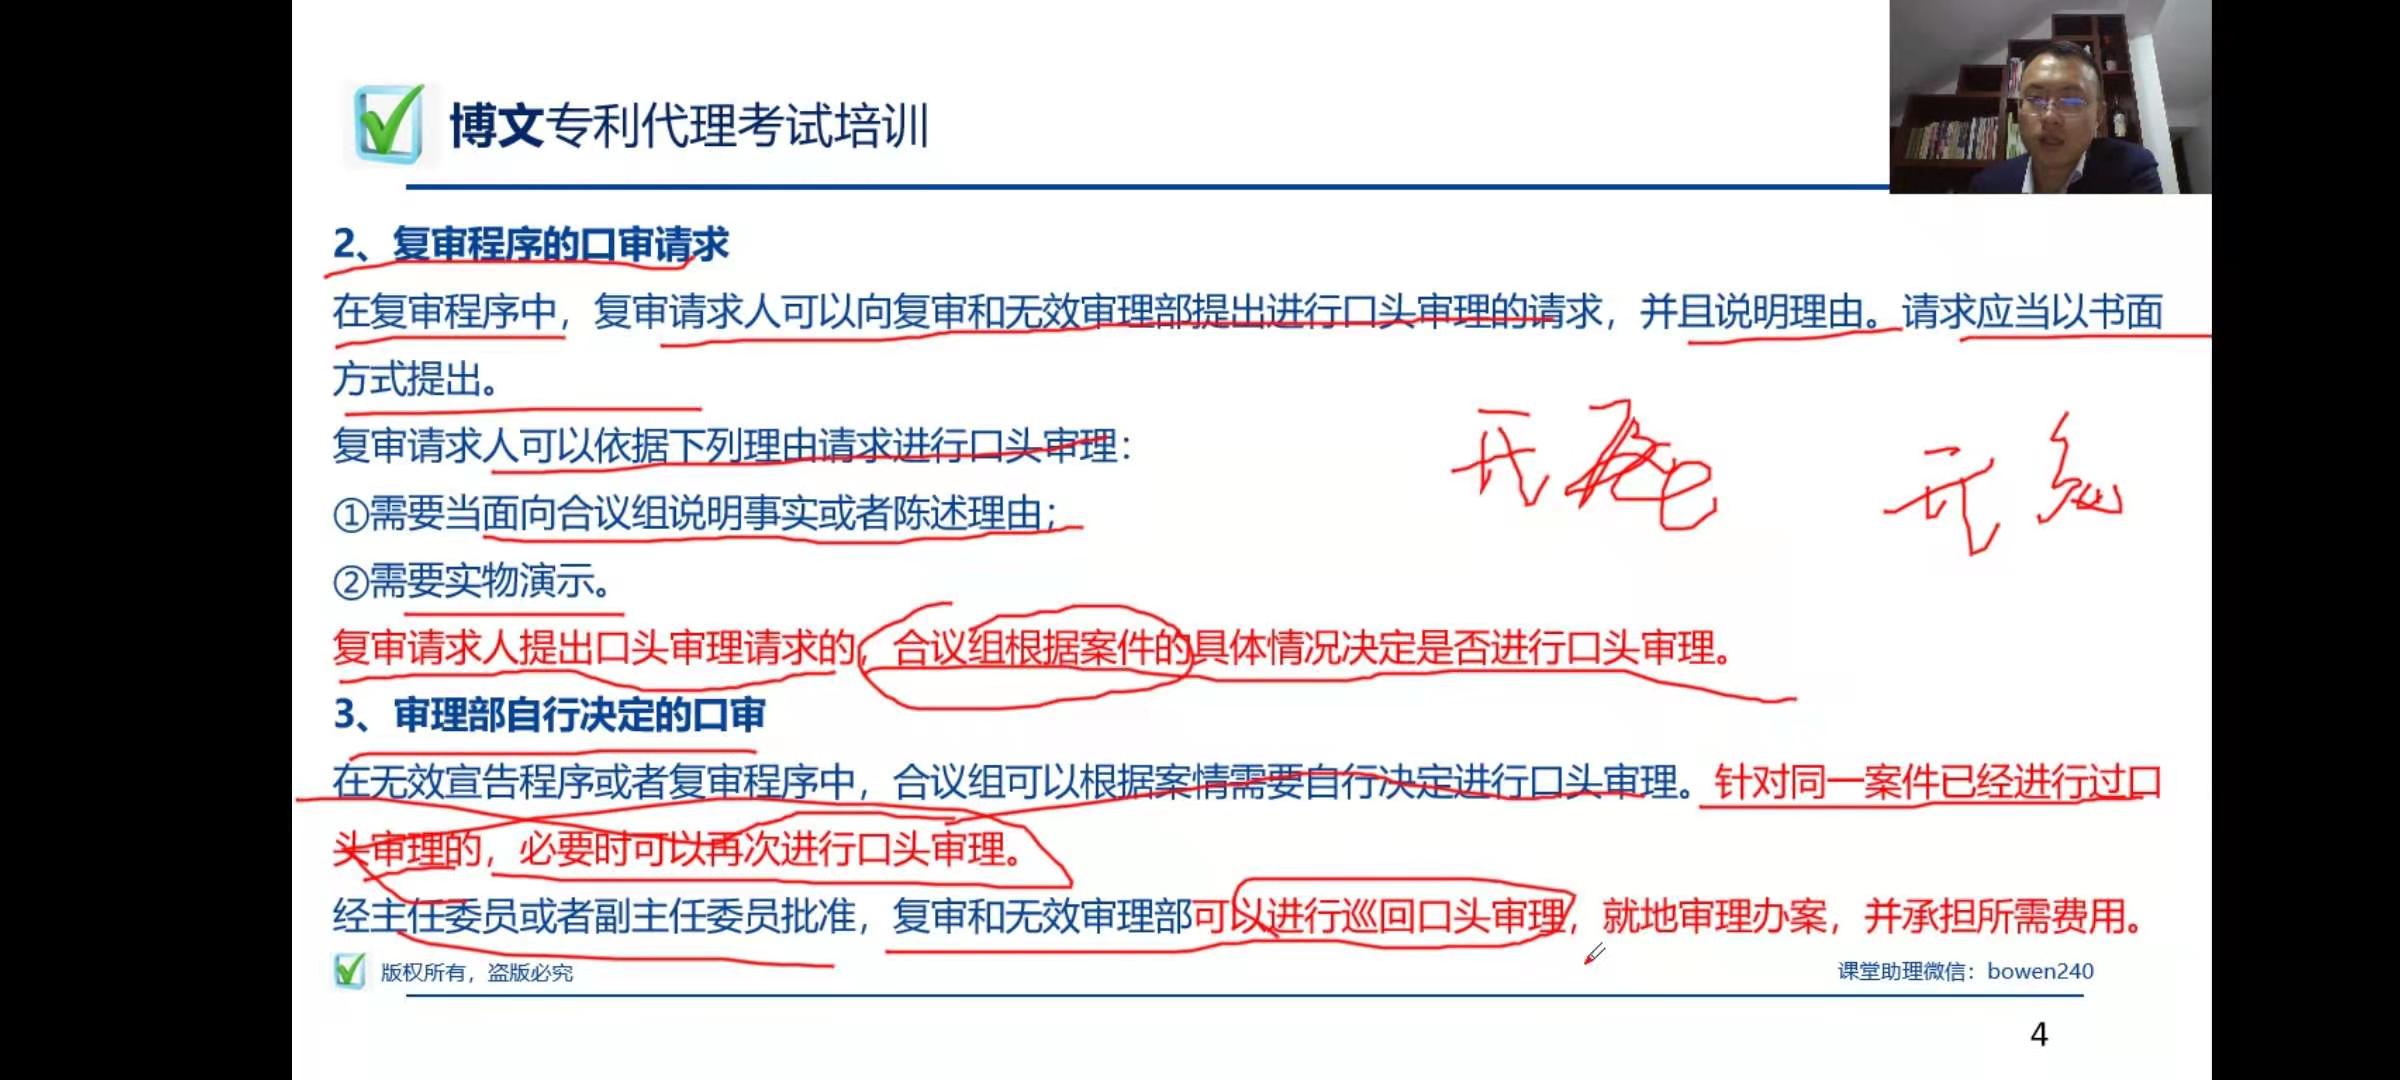 博文专利代理考试培训
2、复审程序的口审请求
在复审程序中，复审请求人可以向复审和无效审理部提出进行口头审理的请求，并且说明理由。请求应当以书面
方式提出。
复审请求人可以依据下列理由请求进行口头审理：
①需要当面向合议组说明事实或者陈述理由；
②需要实物演示。
复审请求人提出口头审理请求的，合议组根据案件的具体情况决定是否进行口头审理。
3、审理部自行决定的口审
在无效宣告程序或者复审程序中，合议组可以根据案情需要自行决定进行口头审理。针对同一案件已经进行过口
头审理的，必要时可以再次进行口头审理。
经主任委员或者副主任委员批准，复审和无效审理部可以进行巡回口头审理，就地审理办案，并承担所需费用。
版权所有，盗版必究
课堂助理微信：bowen240
4